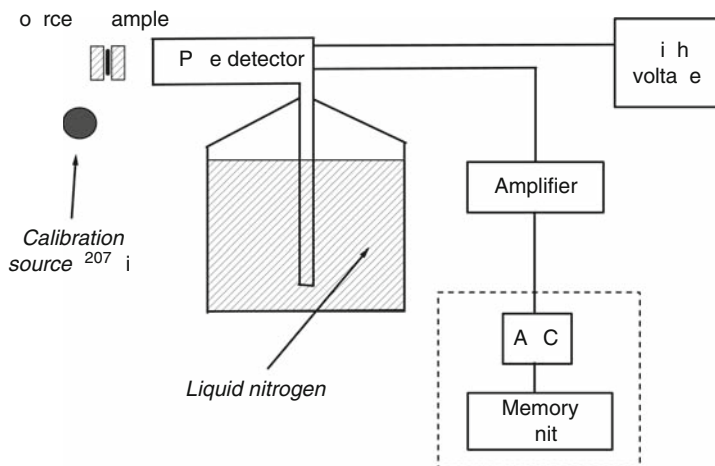 o rce ample
P e detector
i h
volta e
Amplifier
Calibration
source 207 i
A C
Liquid nitrogen
Memory
nit